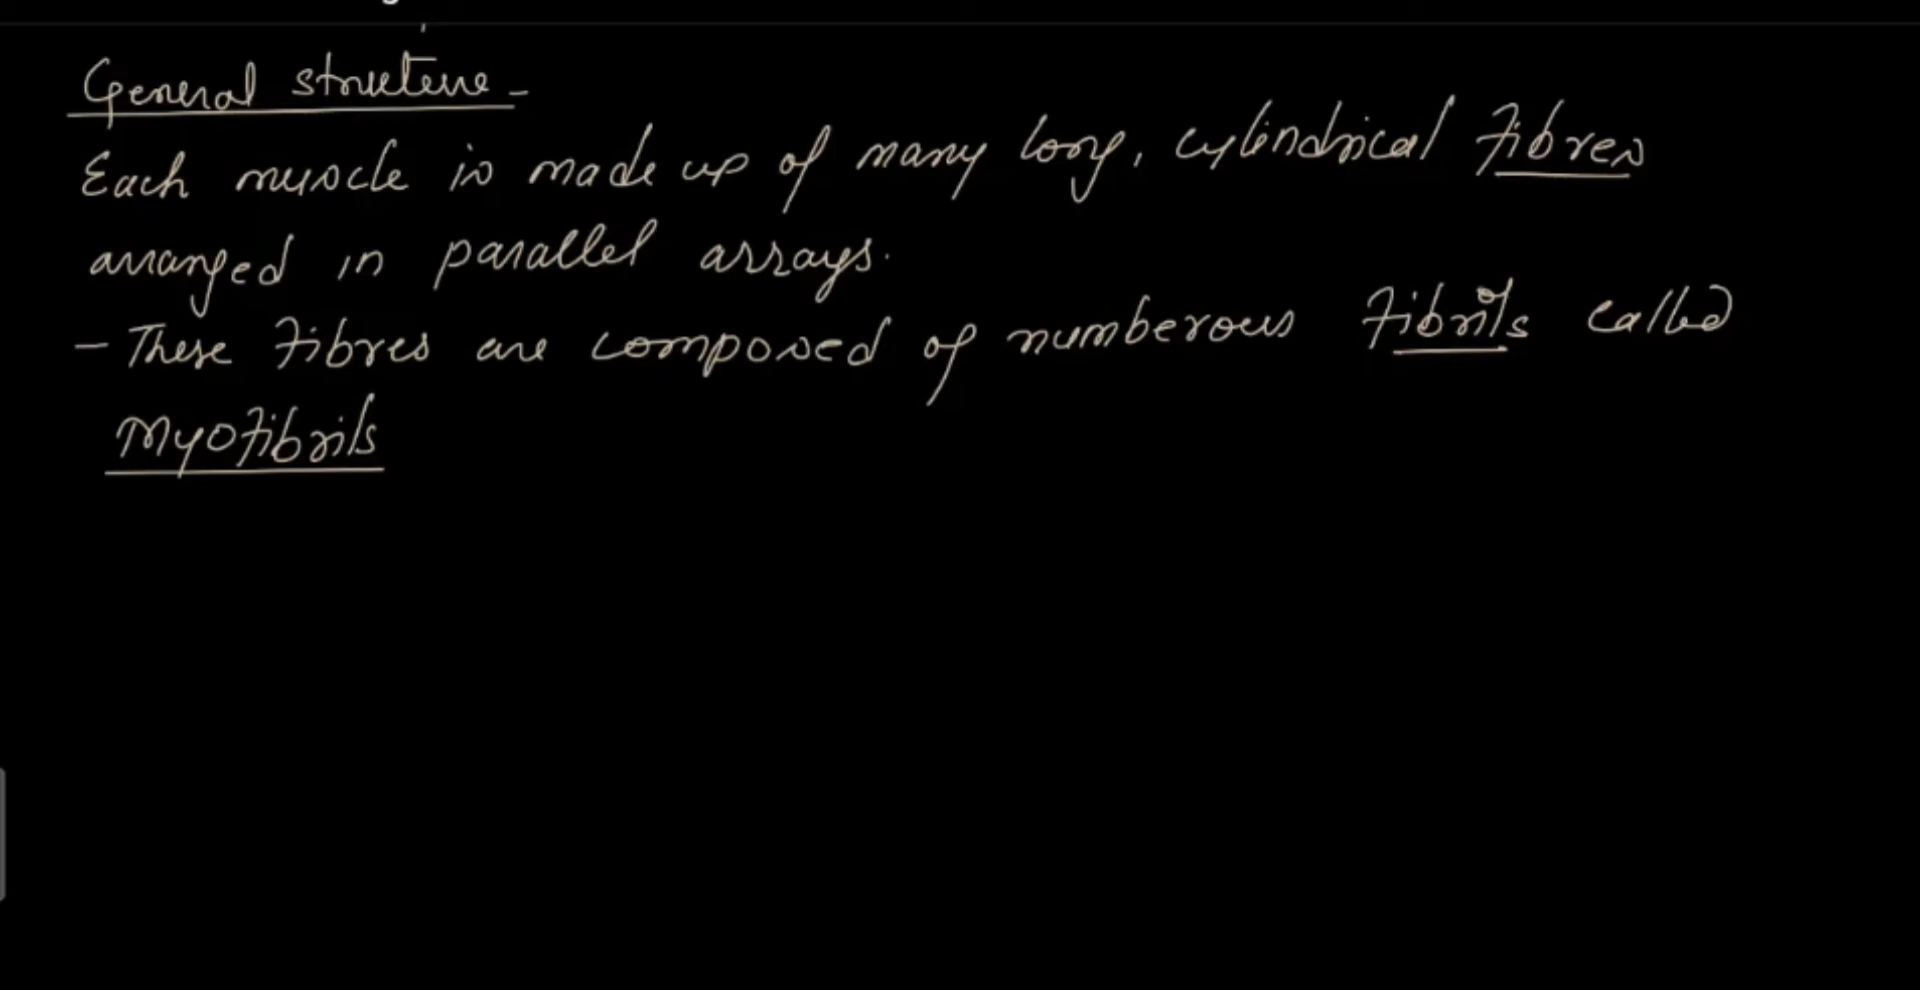 General structure -
Each muscle is made up of many long, cylindrical fibres
arranged in parallel arrays.
- These fibres are composed of numberous fibrils called
Myofibrils